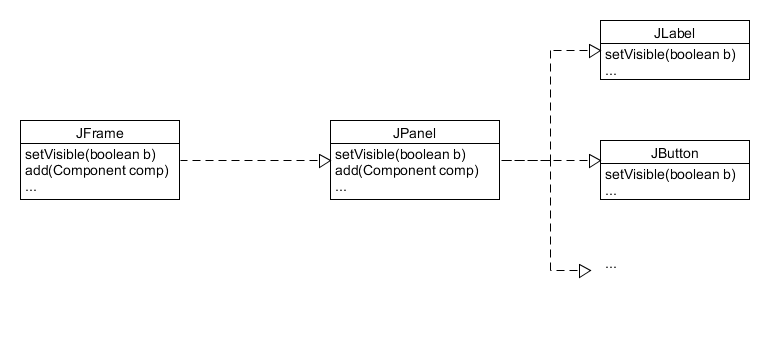 JFrame
setVisible(boolean b)
add(Component comp)
...
JPanel
setVisible(boolean b)
add(Component comp)
...
JLabel
setVisible(boolean b)
...
JButton
setVisible(boolean b)
...
...